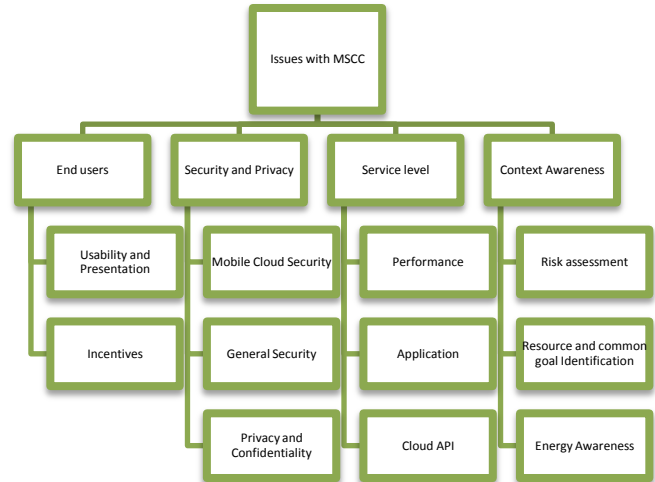 Issues with MSCC
End users
Security and Privacy
Service level
Context Awareness
Usability and
Presentation
Mobile Cloud Security
Performance
Risk assessment
Incentives
General Security
Application
Resource and common
goal Identification
Privacy and
Confidentiality
Cloud API
Energy Awareness